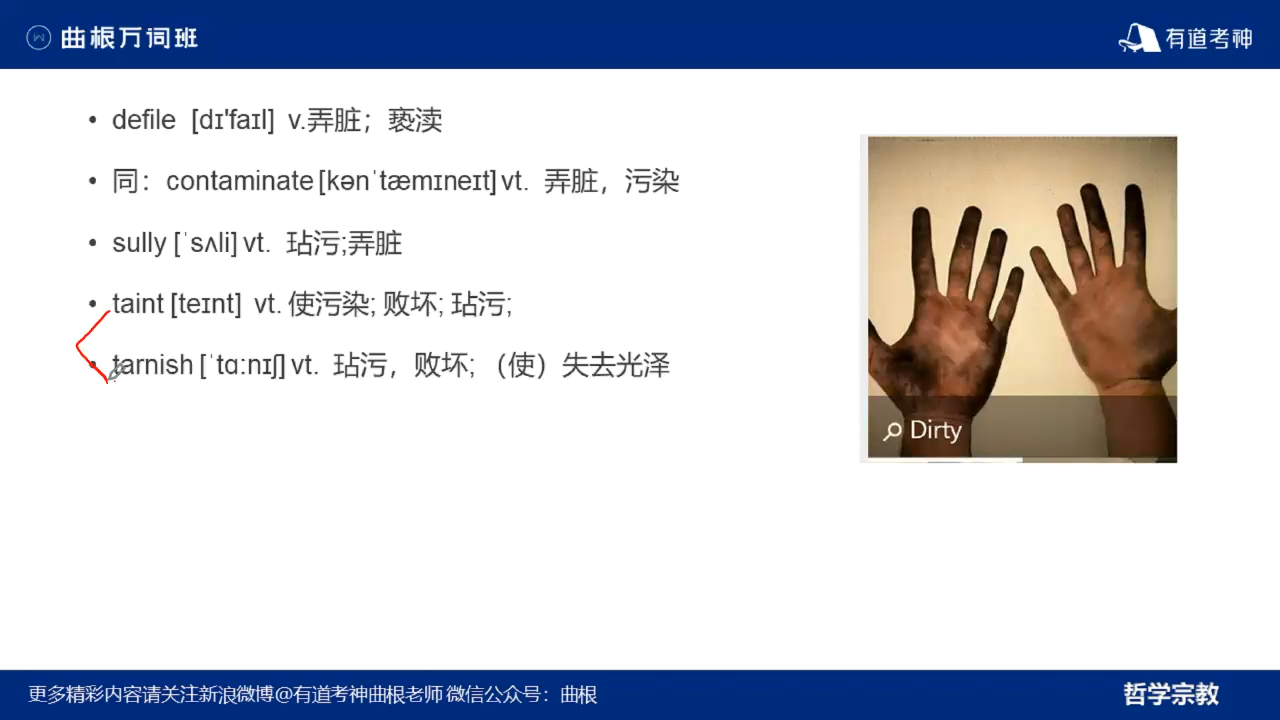 曲根万词班
有道考神
• defile [dɪ'faɪl] v.弄脏；亵渎
• 同：contaminate [kənˈtæmɪneɪt] vt. 弄脏，污染
• sully [ˈsʌli] vt. 玷污;弄脏
• taint [teɪnt] vt. 使污染; 败坏; 玷污;
• tarnish [ˈtɑ:nɪʃ] vt. 玷污，败坏; （使）失去光泽
Dirty
更多精彩内容请关注新浪微博@有道考神曲根老师 微信公众号：曲根
哲学宗教